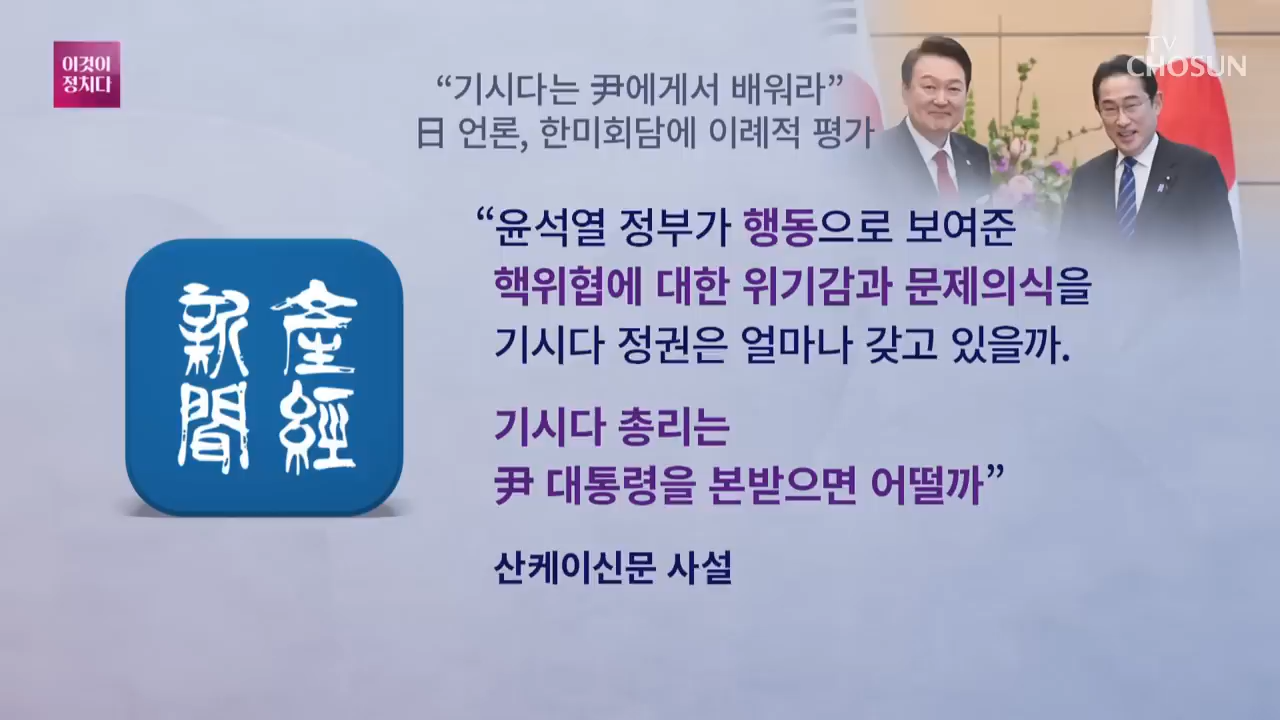 이것이
정치다
TV
CHOSUN
“기시다는 尹에게서 배워라”
日 언론, 한미회담에 이례적 평가
“윤석열 정부가 행동으로 보여준
핵위협에 대한 위기감과 문제의식을
기시다 정권은 얼마나 갖고 있을까.
기시다 총리는
尹 대통령을 본받으면 어떨까”
산케이신문 사설
産經
新聞